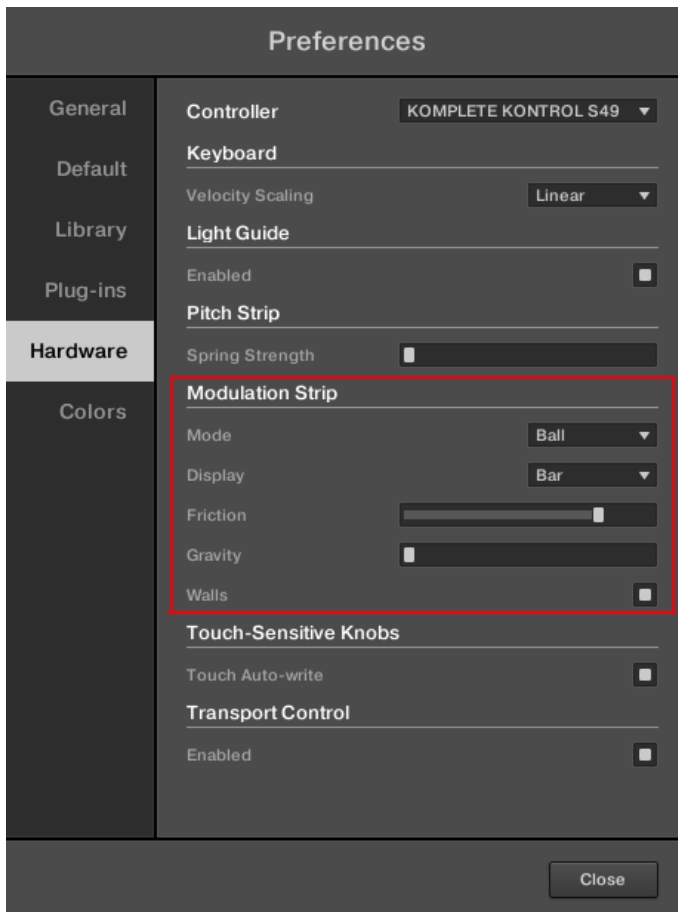 Preferences
General
Default
Library
Plug-ins
Hardware
Colors
Controller KOMPLETE KONTROL S49
Keyboard
Velocity Scaling Linear
Light Guide
Enabled
Pitch Strip
Spring Strength
Modulation Strip
Mode Ball
Display Bar
Friction
Gravity
Walls
Touch-Sensitive Knobs
Touch Auto-write
Transport Control
Enabled
Close